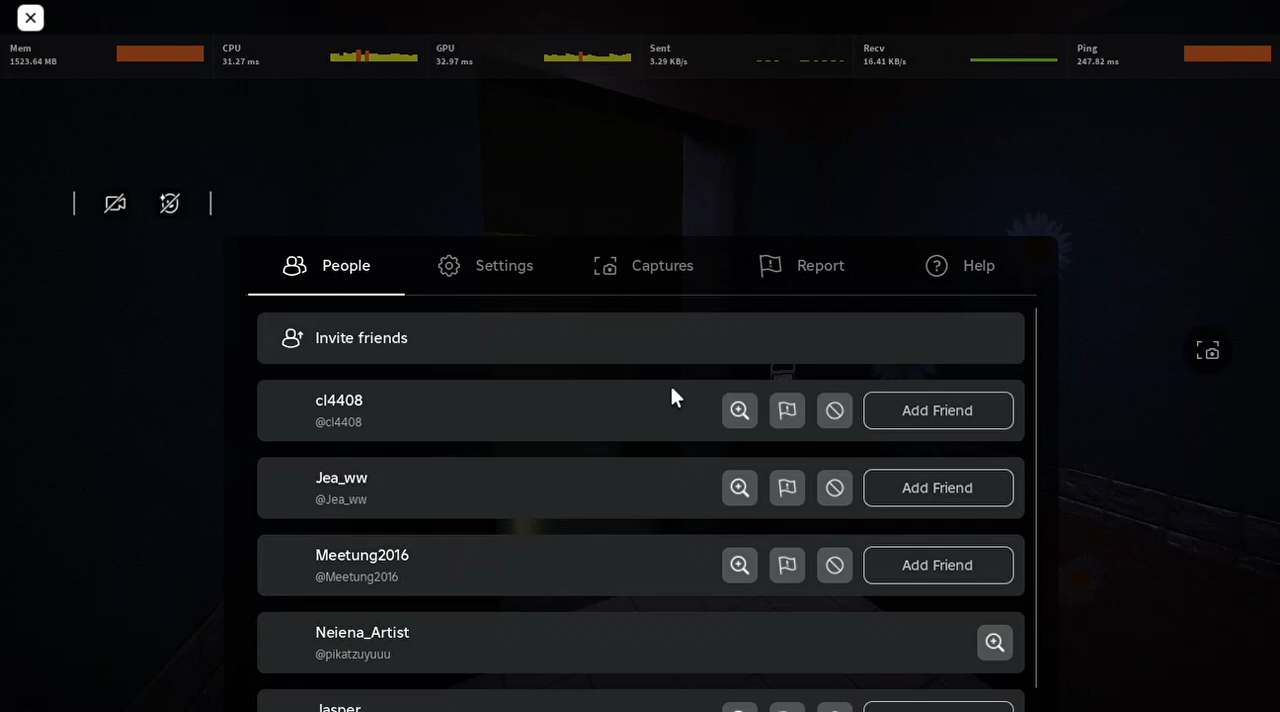 Mem
1523.64 MB
CPU
31.27 ms
GPU
32.97 ms
Sent
3.29 KB/s
Recv
16.41 KB/s
Ping
247.82 ms
People
Settings
Captures
Report
Help
Invite friends
cl4408
@cl4408
Add Friend
Jea_ww
@Jea_ww
Add Friend
Meetung2016
@Meetung2016
Add Friend
Neiena_Artist
@pikatzuyuuu
Jasper